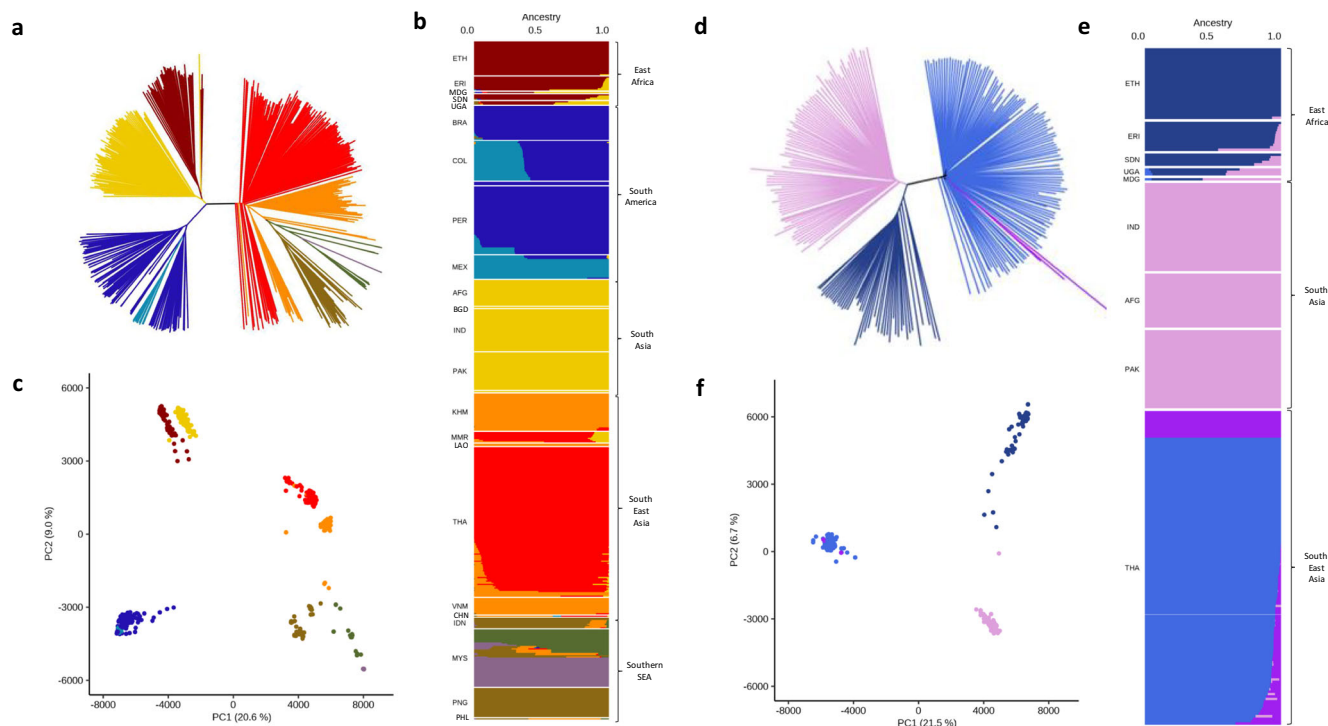 a
b
Ancestry
0.0
0.5
1.0
ETH
ERI
MDG
SDN
UGA
BRA
COL
PER
MEX
AFG
BGD
IND
PAK
KHM
MMR
LAO
THA
VNM
CHN
IDN
MYS
PNG
PHL
East
Africa
South
America
South
Asia
South
East
Asia
Southern
SEA
c
PC2 (9.0 %)
6000
3000
0
-3000
-6000
-8000
-4000
0
4000
8000
PC1 (20.6 %)
d
e
Ancestry
0.0
0.5
1.0
ETH
ERI
SDN
UGA
MDG
IND
AFG
PAK
THA
East
Africa
South
Asia
South
East
Asia
f
PC2 (6.7 %)
6000
3000
0
-3000
-6000
-8000
-4000
0
4000
8000
PC1 (21.5 %)